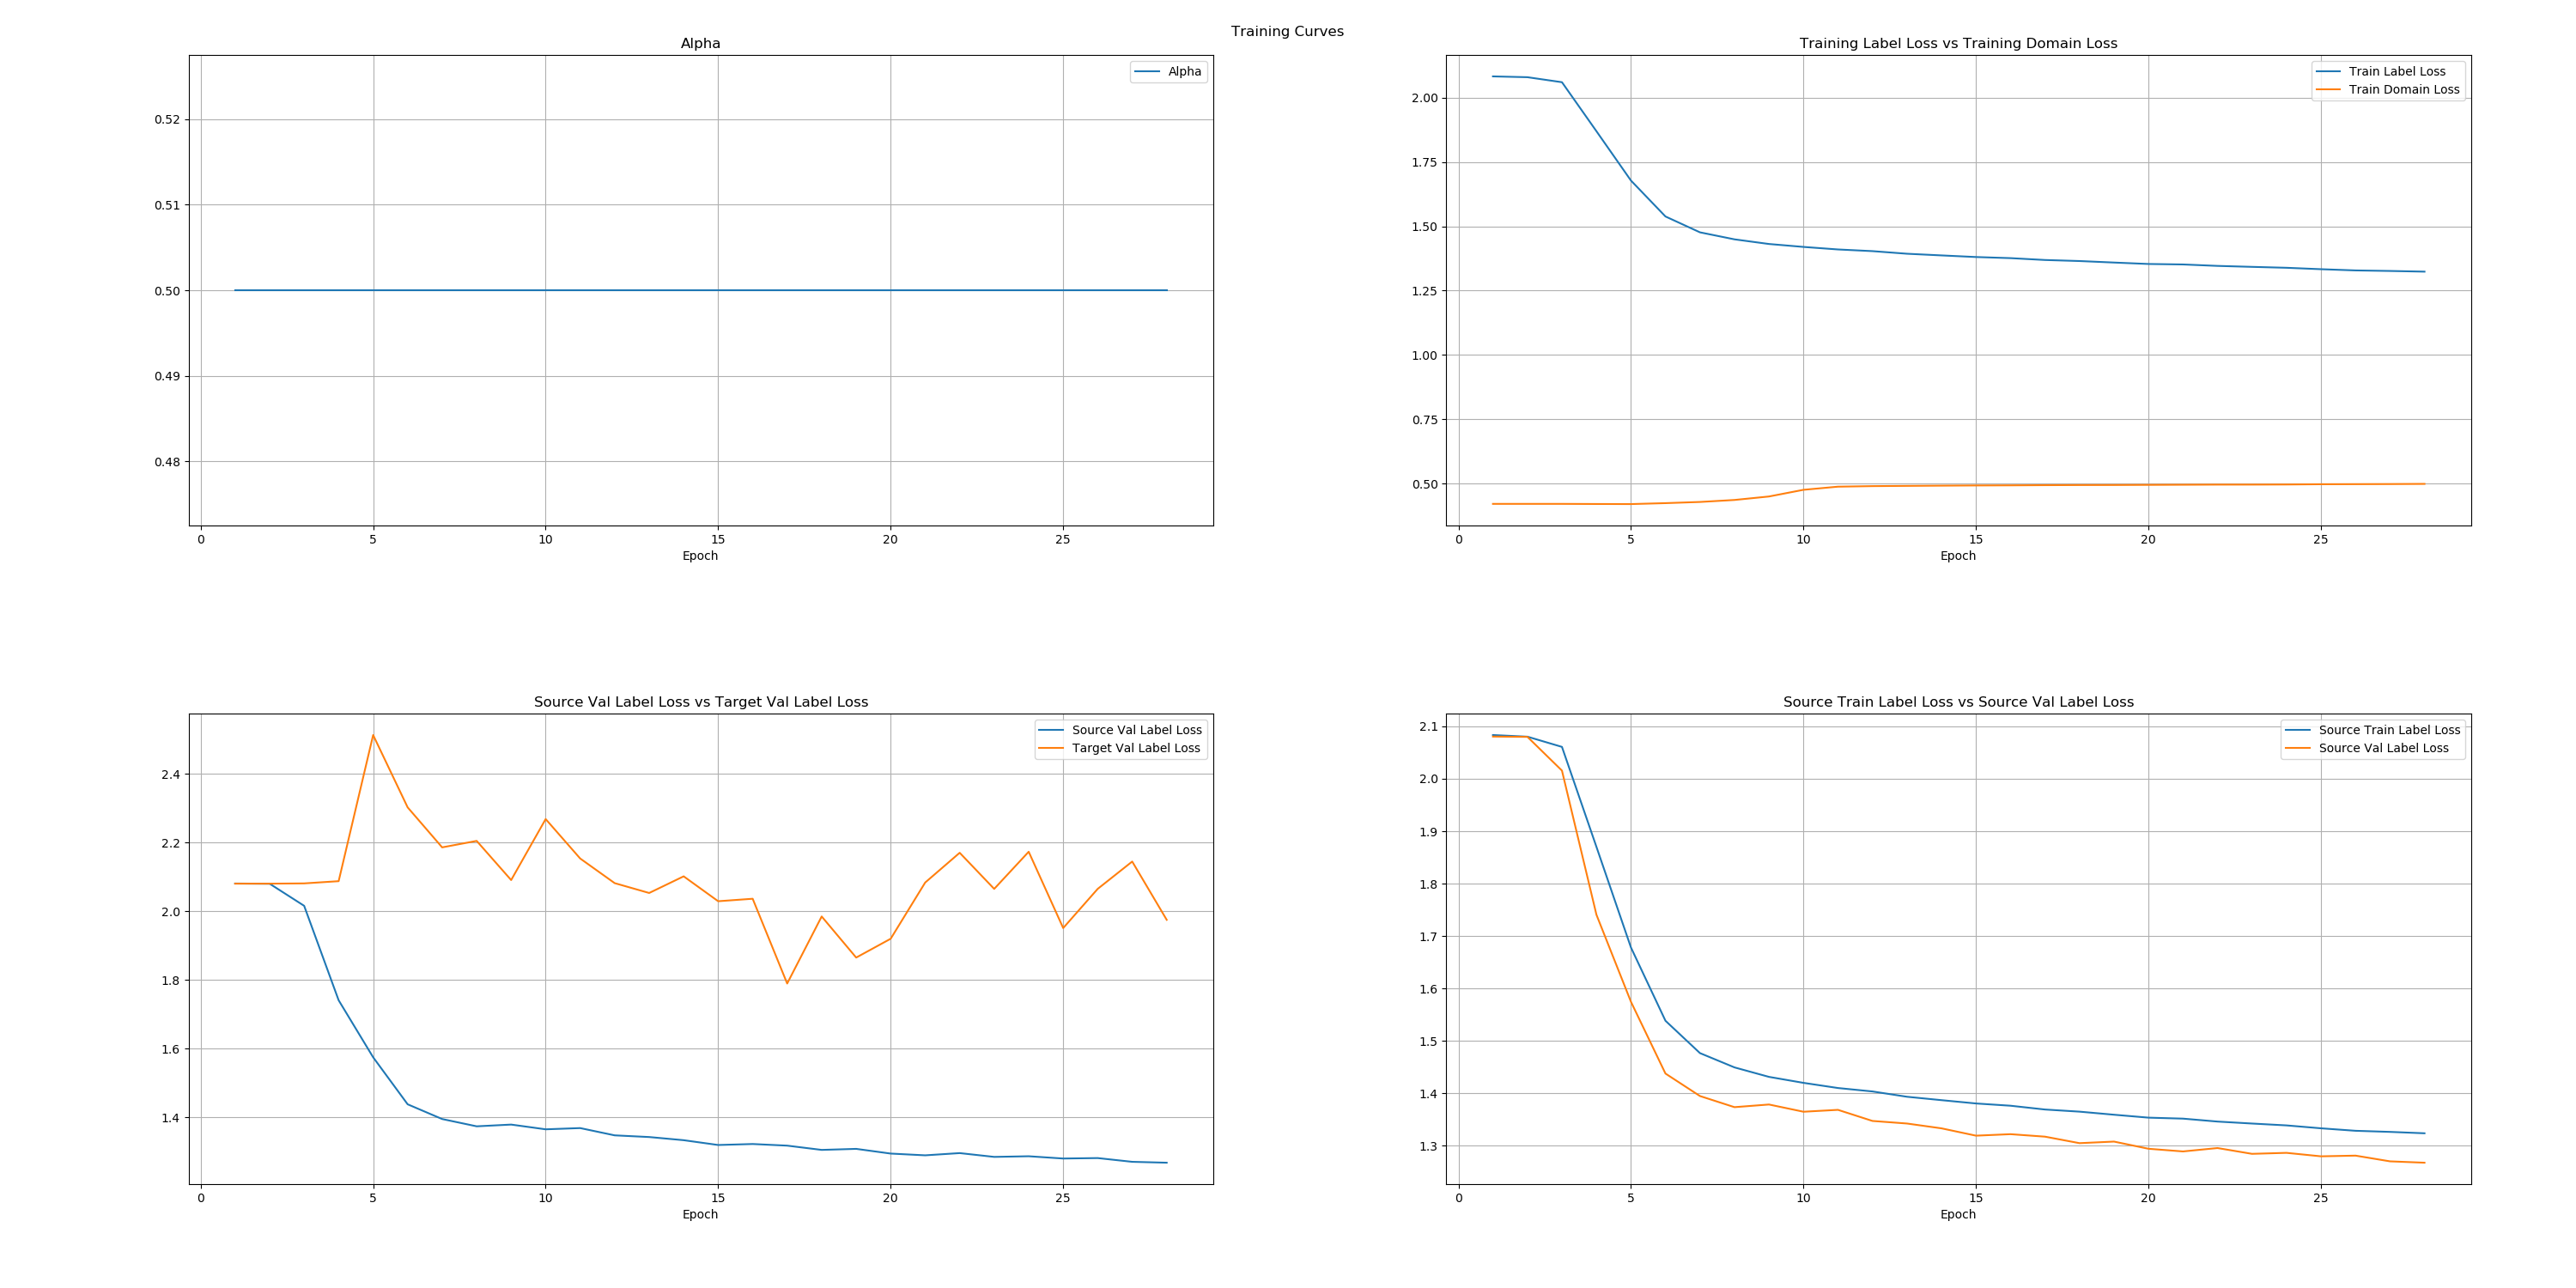 Training Curves
Alpha
Alpha
0.52
0.51
0.50
0.49
0.48
0 5 10 15 20 25
Epoch
Training Label Loss vs Training Domain Loss
Train Label Loss
Train Domain Loss
2.00
1.75
1.50
1.25
1.00
0.75
0.50
0 5 10 15 20 25
Epoch
Source Val Label Loss vs Target Val Label Loss
Source Val Label Loss
Target Val Label Loss
2.4
2.2
2.0
1.8
1.6
1.4
0 5 10 15 20 25
Epoch
Source Train Label Loss vs Source Val Label Loss
Source Train Label Loss
Source Val Label Loss
2.1
2.0
1.9
1.8
1.7
1.6
1.5
1.4
1.3
0 5 10 15 20 25
Epoch